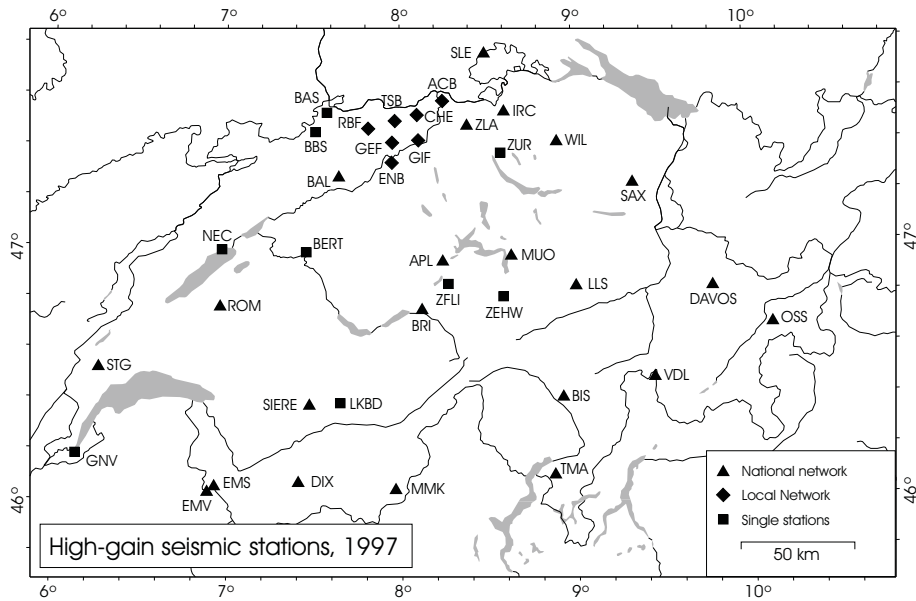 6° 7° 8° 9° 10°
SLE
ACB
BAS TSB
IRC
RBF CHE
ZLA
BBS
WIL
GEF ZUR
GIF
ENB
BAL
SAX
NEC
47° 47°
BERT
MUO
APL
LLS
DAVOS
ZFLI
ROM
ZEHW
OSS
BRI
STG
VDL
BIS
SIERE LKBD
GNV
TMA
National network
EMS DIX
MMK
46° 46°
EMV
Local Network
Single stations
High-gain seismic stations, 1997
50 km
6° 7° 8° 9° 10°